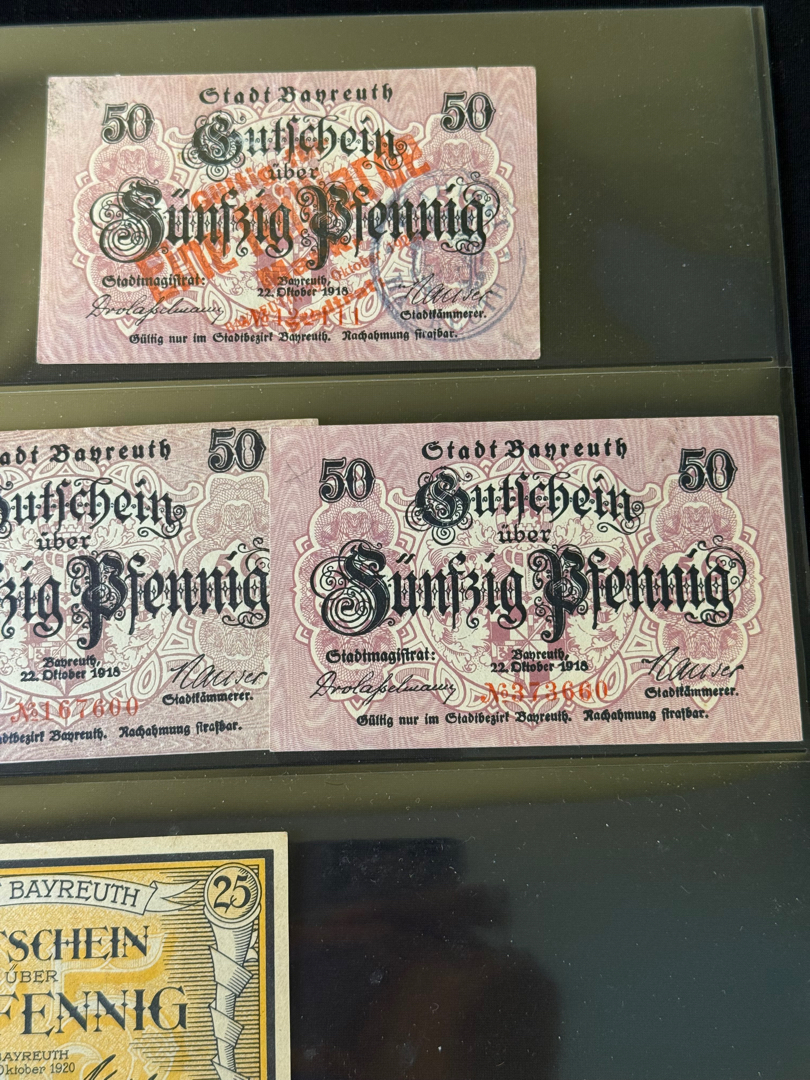 Stadt Bayreuth
50 50
Gutschein
über
Fünfzig Pfennig
Stadtmagistrat:
Bayreuth,
22. Oktober 1918
Stadtkämmerer.
Gültig nur im Stadtbezirk Bayreuth. Nachahmung strafbar.
adt Bayreuth
50
utschein
über
zig Pfennig
Bayreuth,
22. Oktober 1918
Hauser
Stadtkämmerer.
№167600
adtbezirk Bayreuth. Nachahmung strafbar.
Stadt Bayreuth
50 50
Gutschein
über
Fünfzig Pfennig
Stadtmagistrat:
Bayreuth,
22. Oktober 1918
Hauser
Stadtkämmerer.
№373660
Gültig nur im Stadtbezirk Bayreuth. Nachahmung strafbar.
BAYREUTH
25
TSCHEIN
ÜBER
FENNIG
BAYREUTH
Oktober 1920